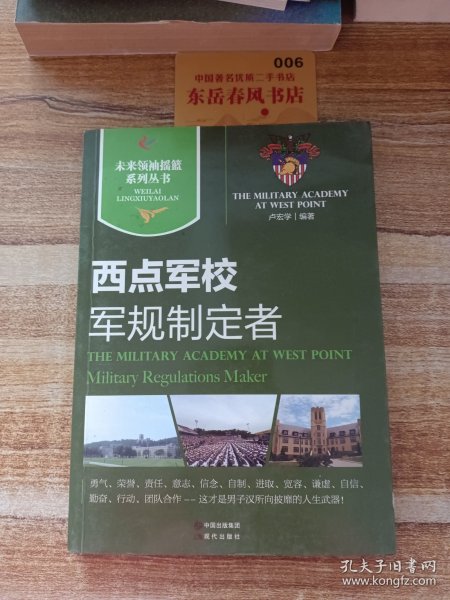 006
中国著名优质二手书店
东岳春风书店
未来领袖摇篮
系列丛书
WEILAI
LINGXIUYAOLAN
THE MILITARY ACADEMY
AT WEST POINT
卢宏学 | 编著
西点军校
军规制定者
THE MILITARY ACADEMY AT WEST POINT
Military Regulations Maker
勇气、荣誉、责任、意志、信念、自制、进取、宽容、谦虚、自信、
勤奋、行动、团队合作——这才是男子汉所向披靡的人生武器！
中国出版集团
现代出版社
孔夫子旧书网
www.kongfz.com